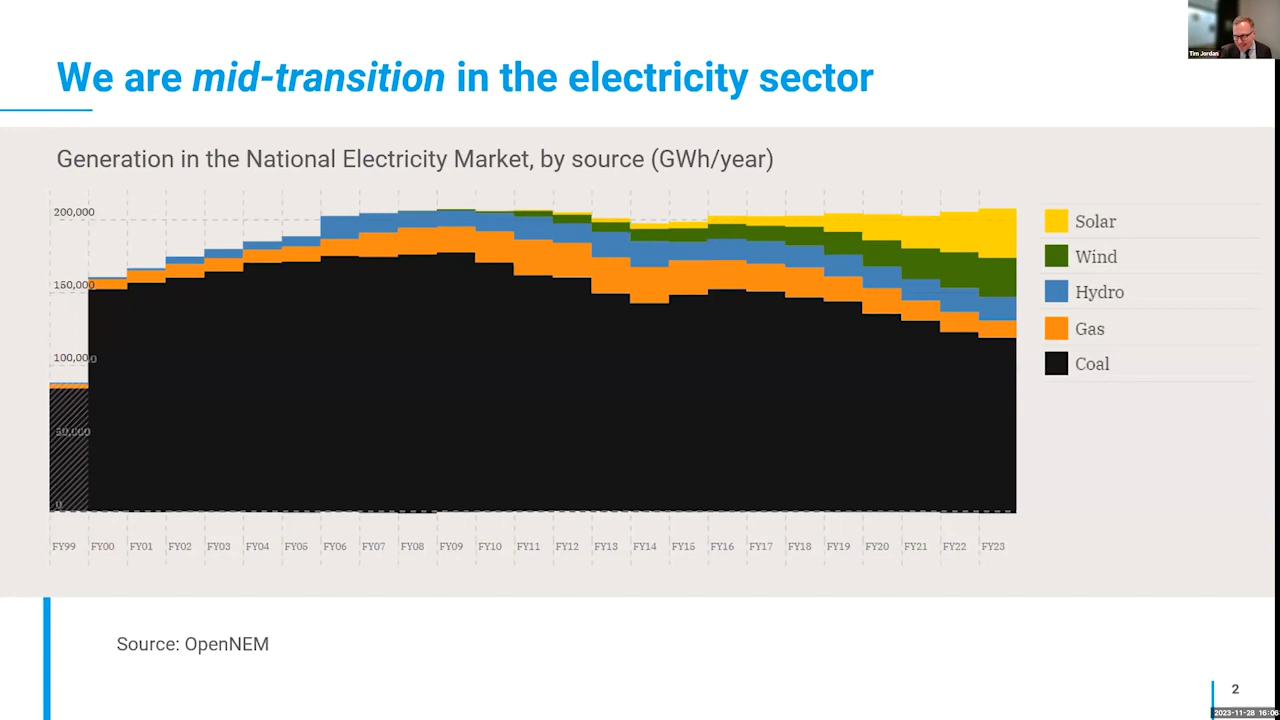 Tim Jordan
We are mid-transition in the electricity sector
Generation in the National Electricity Market, by source (GWh/year)
200,000
150,000
100,000
50,000
0
FY99 FY00 FY01 FY02 FY03 FY04 FY05 FY06 FY07 FY08 FY09 FY10 FY11 FY12 FY13 FY14 FY15 FY16 FY17 FY18 FY19 FY20 FY21 FY22 FY23
Solar
Wind
Hydro
Gas
Coal
Source: OpenNEM
2
2023-11-28